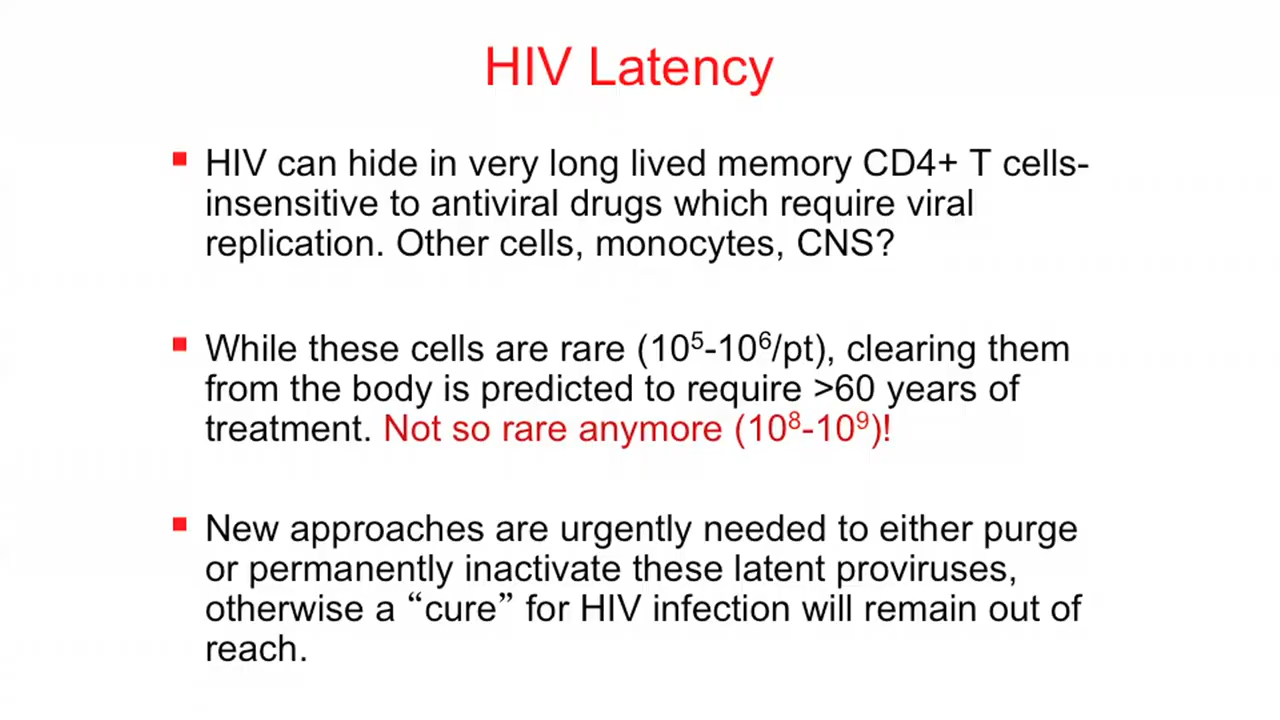 HIV Latency
▪ HIV can hide in very long lived memory CD4+ T cells-
insensitive to antiviral drugs which require viral
replication. Other cells, monocytes, CNS?
▪ While these cells are rare (10⁵-10⁶/pt), clearing them
from the body is predicted to require >60 years of
treatment. Not so rare anymore (10⁸-10⁹)!
▪ New approaches are urgently needed to either purge
or permanently inactivate these latent proviruses,
otherwise a “cure” for HIV infection will remain out of
reach.